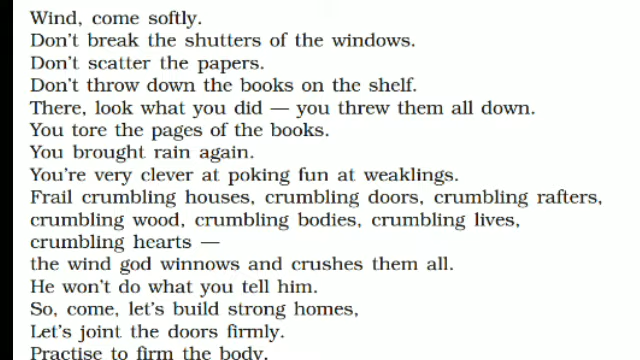 Wind, come softly.
Don't break the shutters of the windows.
Don't scatter the papers.
Don't throw down the books on the shelf.
There, look what you did — you threw them all down.
You tore the pages of the books.
You brought rain again.
You're very clever at poking fun at weaklings.
Frail crumbling houses, crumbling doors, crumbling rafters,
crumbling wood, crumbling bodies, crumbling lives,
crumbling hearts —
the wind god winnows and crushes them all.
He won't do what you tell him.
So, come, let's build strong homes,
Let's joint the doors firmly.
Practise to firm the body.